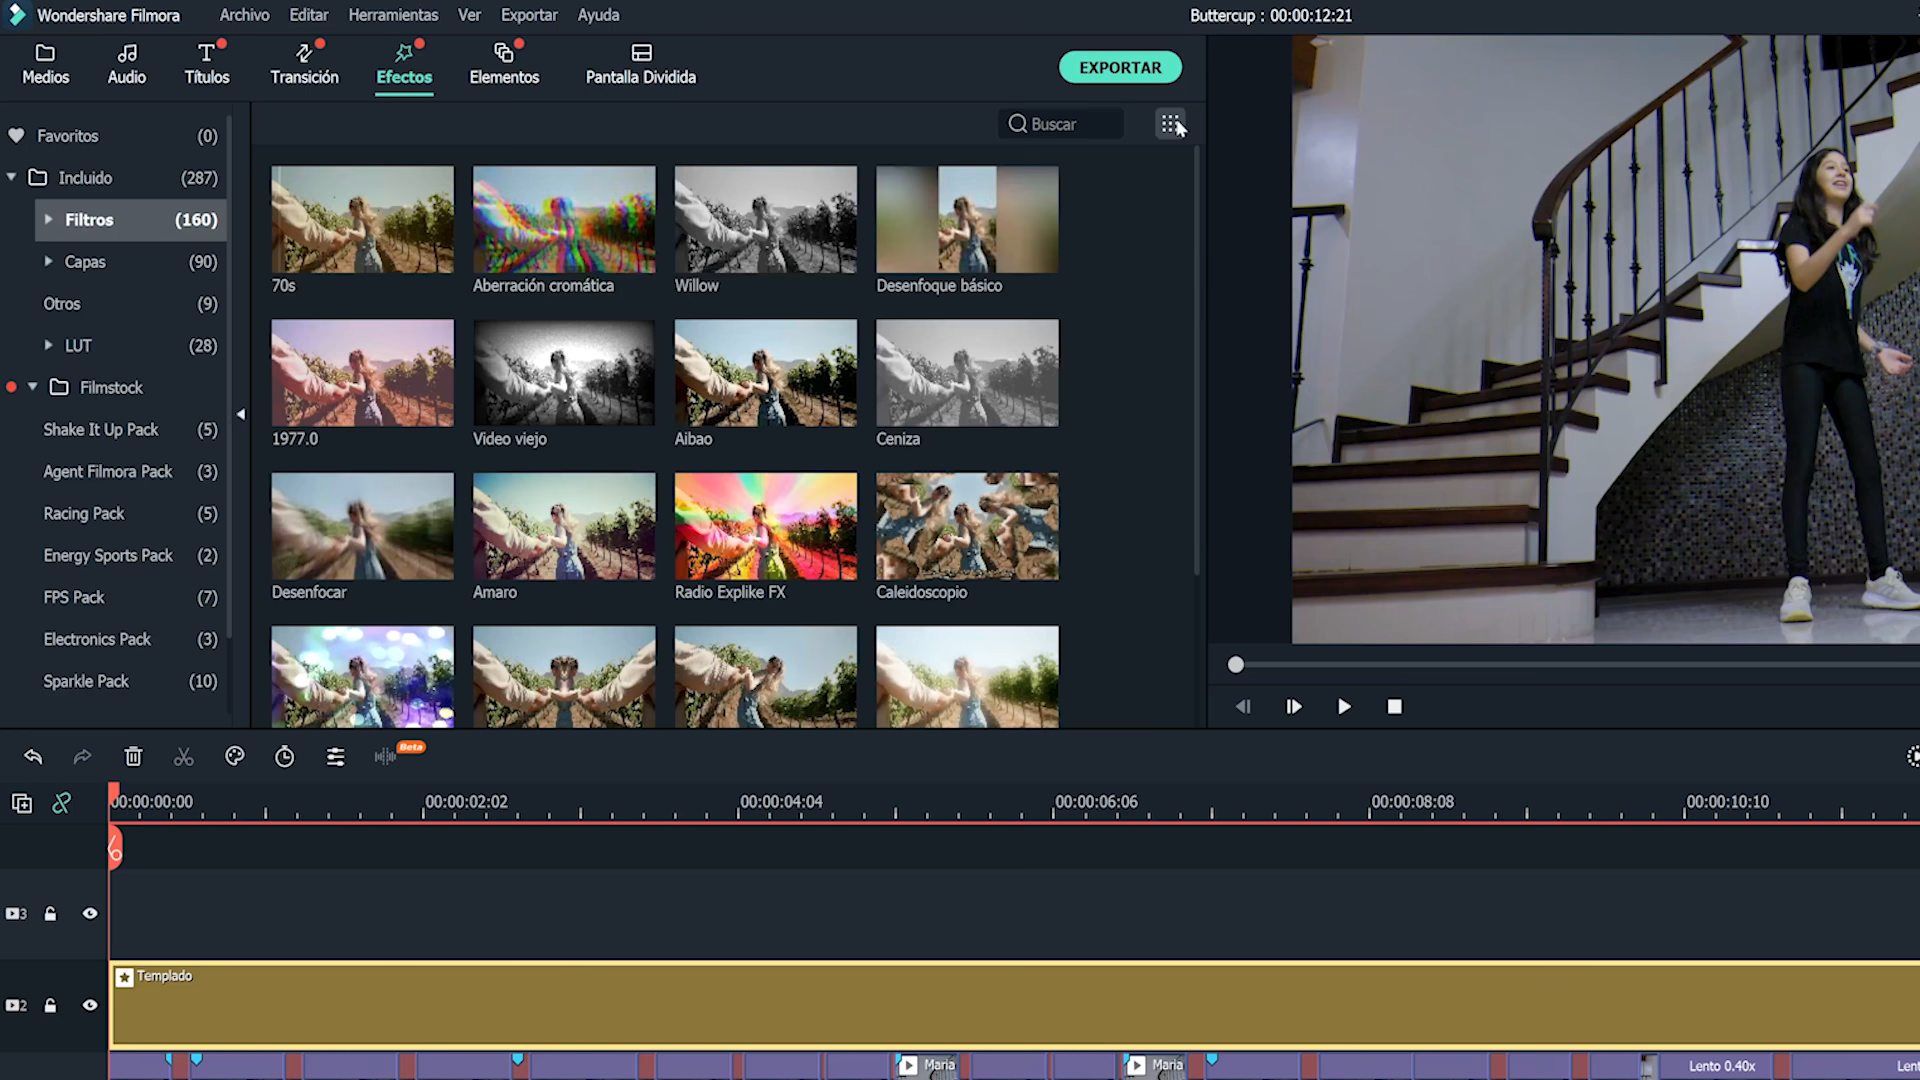 Wondershare Filmora
Archivo Editar Herramientas Ver Exportar Ayuda
Buttercup : 00:00:12:21
Medios Audio Títulos Transición Efectos Elementos Pantalla Dividida
EXPORTAR
Buscar
Favoritos (0)
Incluido (287)
Filtros (160)
Capas (90)
Otros (9)
LUT (28)
Filmstock
Shake It Up Pack (5)
Agent Filmora Pack (3)
Racing Pack (5)
Energy Sports Pack (2)
FPS Pack (7)
Electronics Pack (3)
Sparkle Pack (10)
70s Aberración cromática Willow Desenfoque básico
1977.0 Video viejo Aibao Ceniza
Desenfocar Amaro Radio Explike FX Caleidoscopio
Beta
00:00:00:00 00:00:02:02 00:00:04:04 00:00:06:06 00:00:08:08 00:00:10:10
3
Templado
2
Maria Maria Lento 0.40x Lent